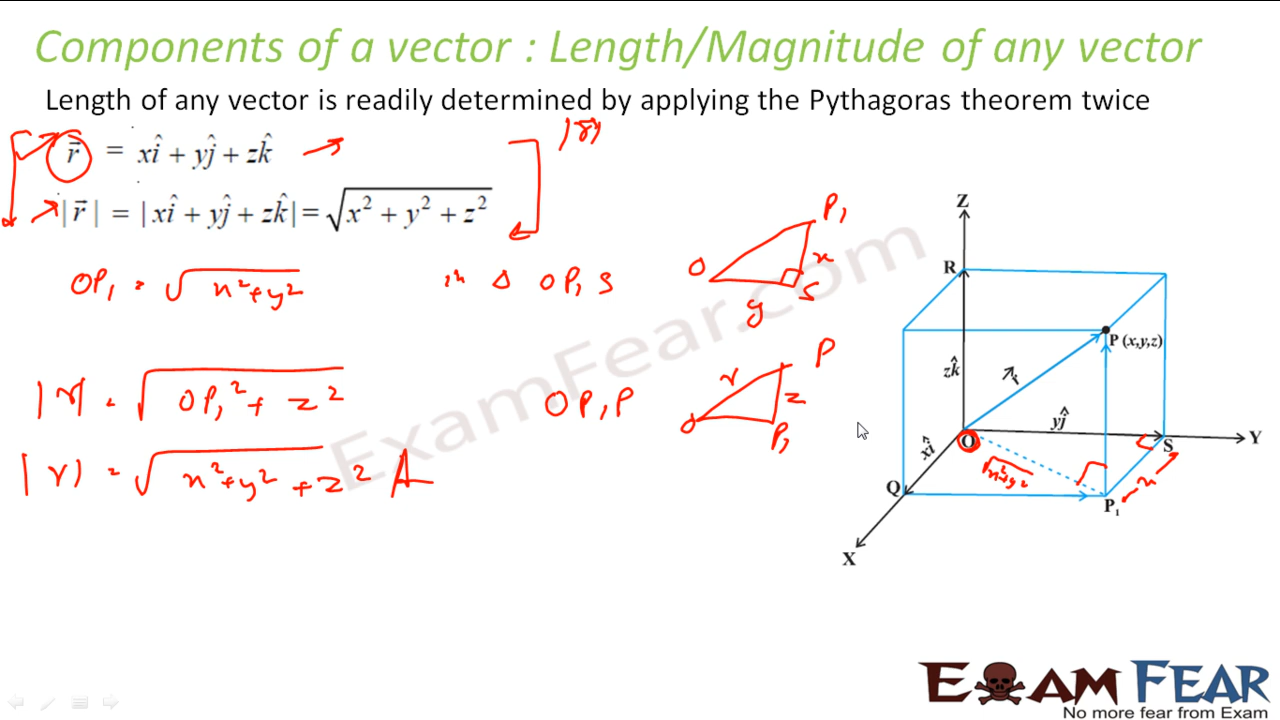 Components of a vector : Length/Magnitude of any vector
Length of any vector is readily determined by applying the Pythagoras theorem twice
r⃗ = xî + yĵ + zk̂
|r⃗|
|r⃗| = |xî + yĵ + zk̂| = √(x² + y² + z²)
OP₁ = √(x²+y²)
in Δ OP₁S
O
P₁
x
S
y
|r| = √(OP₁² + z²)
OP₁P
r
P
z
O
P₁
|r| = √(x²+y²+z²)
Z
R
P (x,y,z)
zk̂
r⃗
yĵ
O
xî
S
Y
√(x²+y²)
x
Q
P₁
X
ExamFear.com
EXAM FEAR
No more fear from Exam